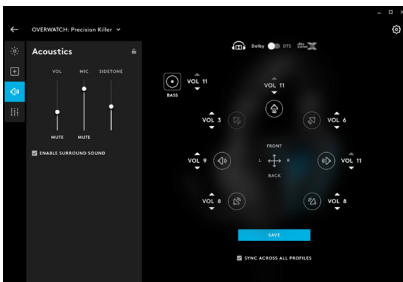 OVERWATCH: Precision Killer
Acoustics
VOL MIC SIDETONE
MUTE MUTE
ENABLE SURROUND SOUND
Dolby DTS dts X
BASS
VOL 11
VOL 11
VOL 3
VOL 6
FRONT
VOL 9
L R
VOL 11
BACK
VOL 8
VOL 8
SAVE
SYNC ACROSS ALL PROFILES